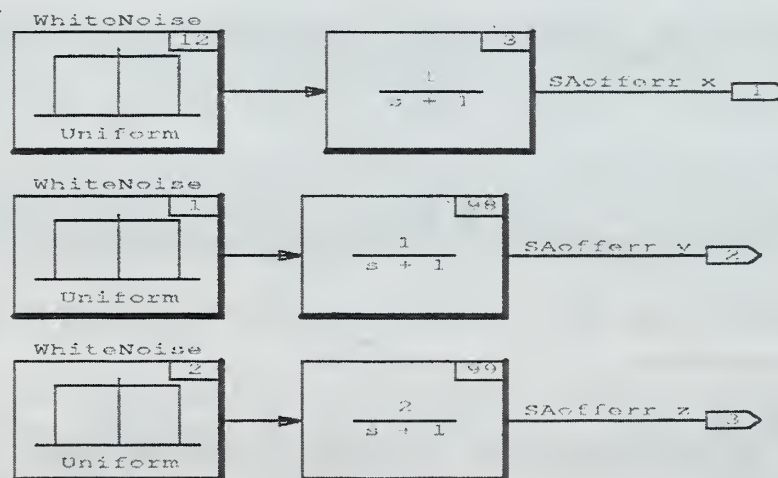 WhiteNoise
12
Uniform
3
1
s + 1
SAofferr x
1
WhiteNoise
1
Uniform
98
1
s + 1
SAofferr y
2
WhiteNoise
2
Uniform
99
2
s + 1
SAofferr z
3